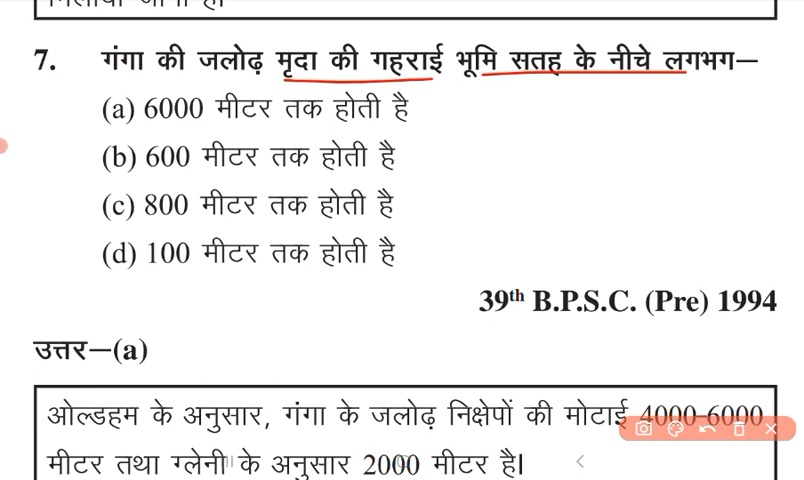 7. गंगा की जलोढ़ मृदा की गहराई भूमि सतह के नीचे लगभग—
(a) 6000 मीटर तक होती है
(b) 600 मीटर तक होती है
(c) 800 मीटर तक होती है
(d) 100 मीटर तक होती है
39th B.P.S.C. (Pre) 1994
उत्तर—(a)
ओल्डहम के अनुसार, गंगा के जलोढ़ निक्षेपों की मोटाई 4000-6000
मीटर तथा ग्लेनी के अनुसार 2000 मीटर है।